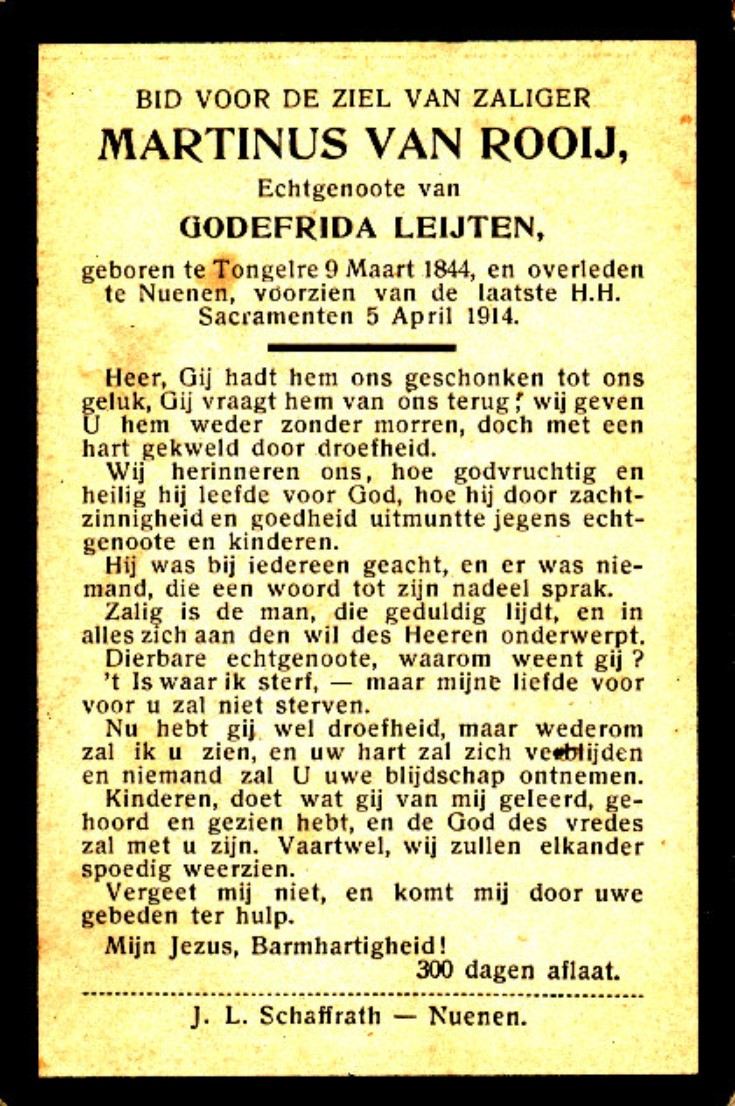 BID VOOR DE ZIEL VAN ZALIGER
MARTINUS VAN ROOIJ,
Echtgenoote van
GODEFRIDA LEIJTEN,
geboren te Tongelre 9 Maart 1844, en overleden
te Nuenen, voorzien van de laatste H.H.
Sacramenten 5 April 1914.
Heer, Gij hadt hem ons geschonken tot ons
geluk, Gij vraagt hem van ons terug; wij geven
U hem weder zonder morren, doch met een
hart gekweld door droefheid.
Wij herinneren ons, hoe godvruchtig en
heilig hij leefde voor God, hoe hij door zacht-
zinnigheid en goedheid uitmuntte jegens echt-
genoote en kinderen.
Hij was bij iedereen geacht, en er was nie-
mand, die een woord tot zijn nadeel sprak.
Zalig is de man, die geduldig lijdt, en in
alles zich aan den wil des Heeren onderwerpt.
Dierbare echtgenoote, waarom weent gij ?
't Is waar ik sterf, — maar mijne liefde voor
voor u zal niet sterven.
Nu hebt gij wel droefheid, maar wederom
zal ik u zien, en uw hart zal zich verblijden
en niemand zal U uwe blijdschap ontnemen.
Kinderen, doet wat gij van mij geleerd, ge-
hoord en gezien hebt, en de God des vredes
zal met u zijn. Vaartwel, wij zullen elkander
spoedig weerzien.
Vergeet mij niet, en komt mij door uwe
gebeden ter hulp.
Mijn Jezus, Barmhartigheid!
300 dagen aflaat.
J. L. Schaffrath — Nuenen.